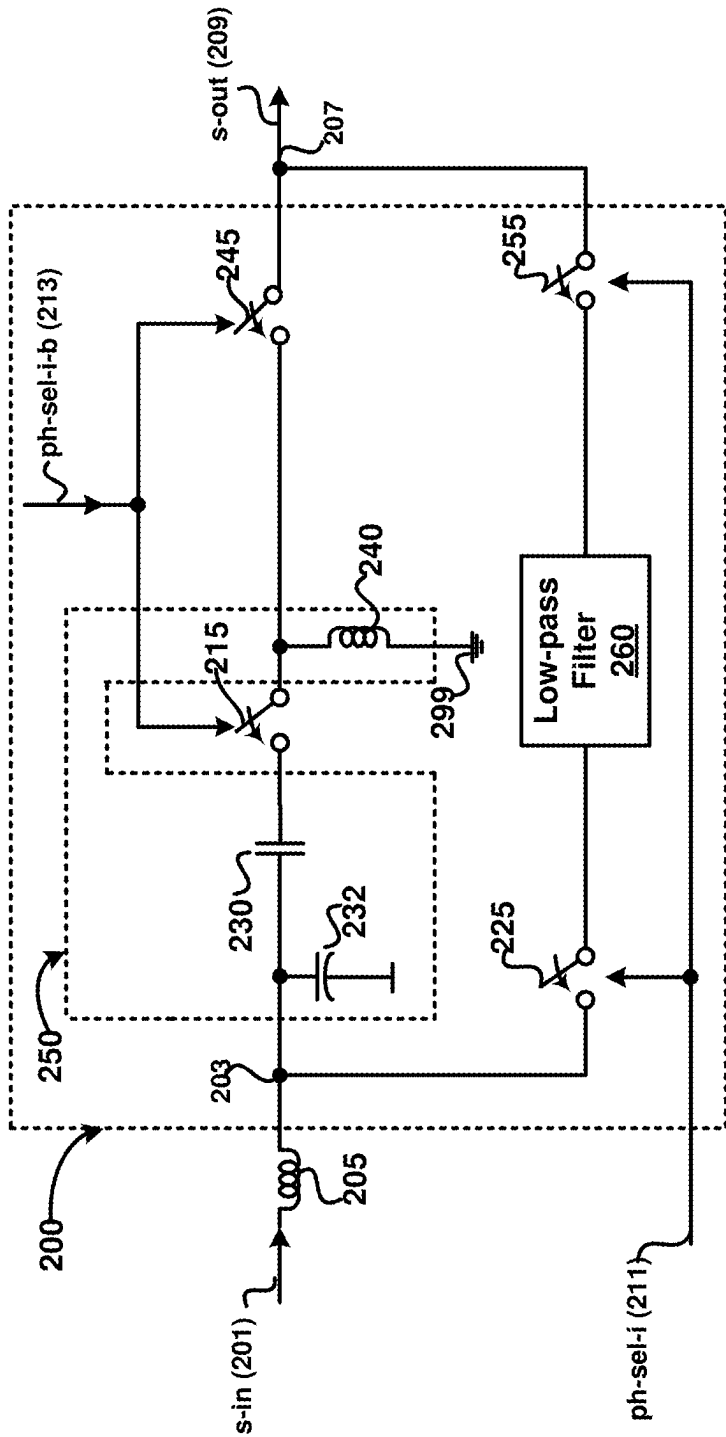 200
250
ph-sel-i-b (213)
s-out (209)
207
245
215
230
232
240
299
203
205
s-in (201)
225
Low-pass
Filter
260
255
ph-sel-i (211)